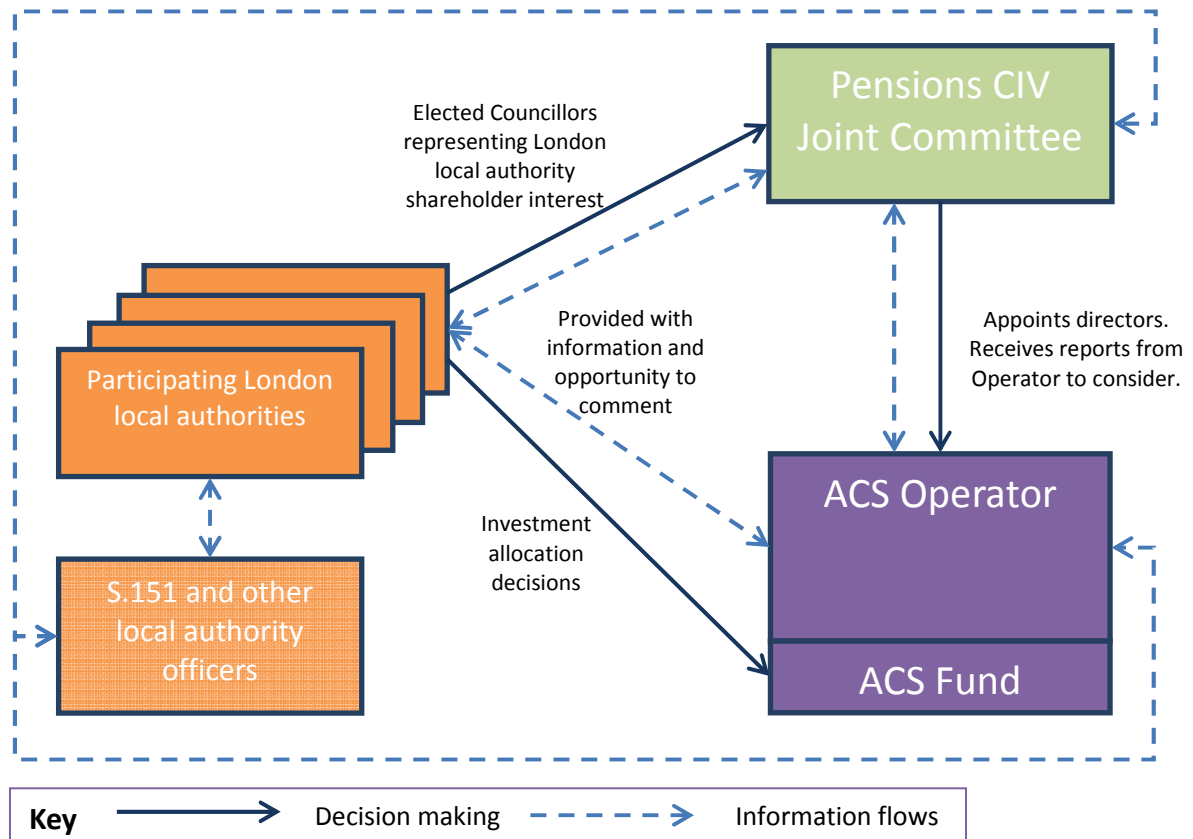 Pensions CIV
Joint Committee
Elected Councillors
representing London
local authority
shareholder interest
Participating London
local authorities
Provided with
information and
opportunity to
comment
Appoints directors.
Receives reports from
Operator to consider.
Investment
allocation
decisions
ACS Operator
S.151 and other
local authority
officers
ACS Fund
Key Decision making Information flows